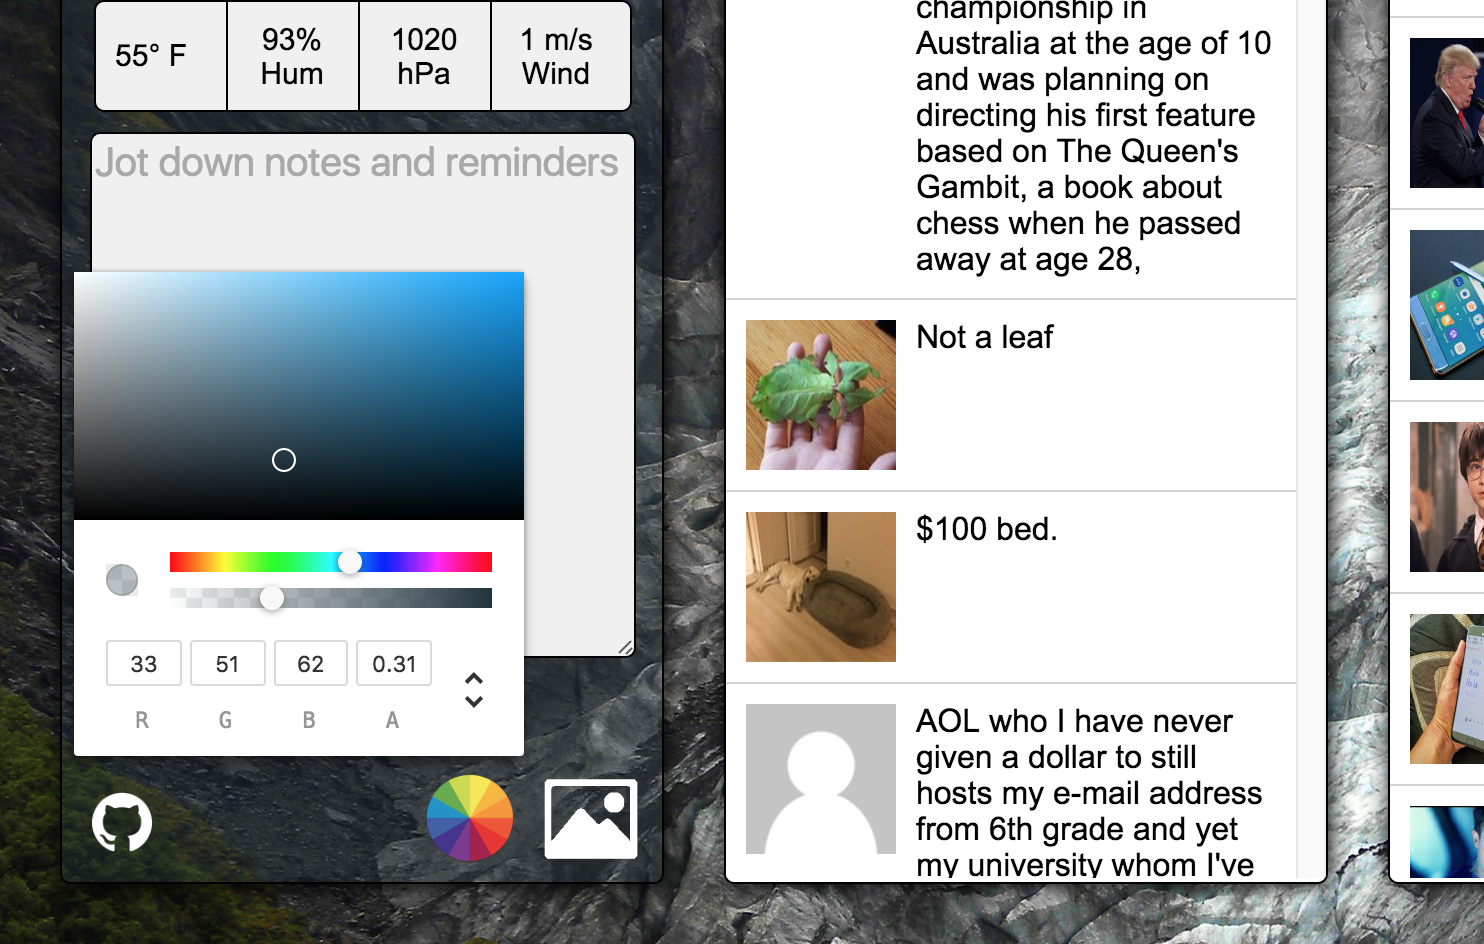 55° F
93%
Hum
1020
hPa
1 m/s
Wind
Jot down notes and reminders
33
51
62
0.31
R
G
B
A
championship in
Australia at the age of 10
and was planning on
directing his first feature
based on The Queen's
Gambit, a book about
chess when he passed
away at age 28,
Not a leaf
$100 bed.
AOL who I have never
given a dollar to still
hosts my e-mail address
from 6th grade and yet
my university whom I've